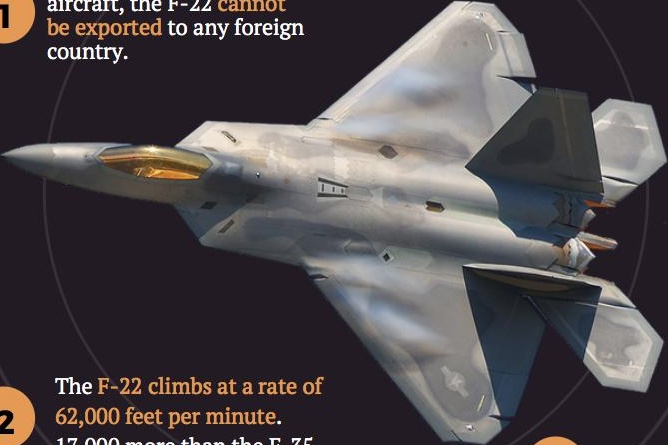 1
aircraft, the F-22 cannot
be exported to any foreign
country.
2
The F-22 climbs at a rate of
62,000 feet per minute.
17,000 more than the F-35